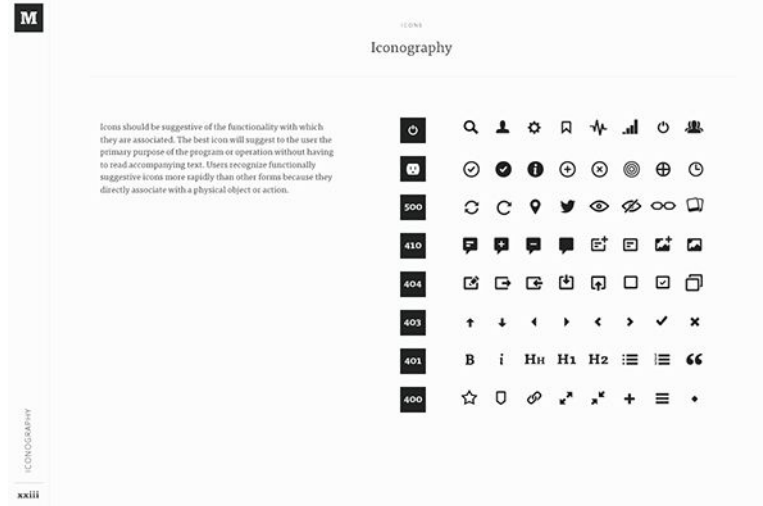 M
ICONS
Iconography
Icons should be suggestive of the functionality with which
they are associated. The best icon will suggest to the user the
primary purpose of the program or operation without having
to read accompanying text. Users recognize functionally
suggestive icons more rapidly than other forms because they
directly associate with a physical object or action.
500
410
404
403
401 B i HH H1 H2
400
ICONOGRAPHY
xxiii